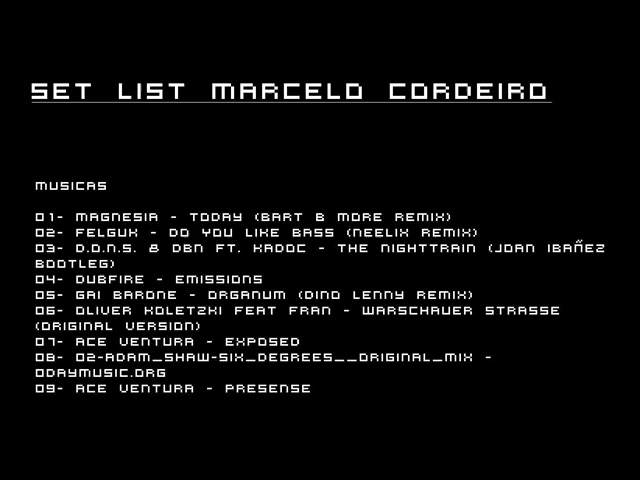 SET LIST MARCELO CORDEIRO
MUSICAS
01- MAGNESIA - TODAY (BART B MORE REMIX)
02- FELGUK - DO YOU LIKE BASS (NEELIX REMIX)
03- D.O.N.S. & DBN FT. KADOC - THE NIGHTTRAIN (JOAN IBAÑEZ
BOOTLEG)
04- DUBFIRE - EMISSIONS
05- GAI BARONE - ORGANUM (DINO LENNY REMIX)
06- OLIVER KOLETZKI FEAT FRAN - WARSCHAUER STRASSE
(ORIGINAL VERSION)
07- ACE VENTURA - EXPOSED
08- 02-ADAM_SHAW-SIX_DEGREES__ORIGINAL_MIX -
0DAYMUSIC.ORG
09- ACE VENTURA - PRESENSE